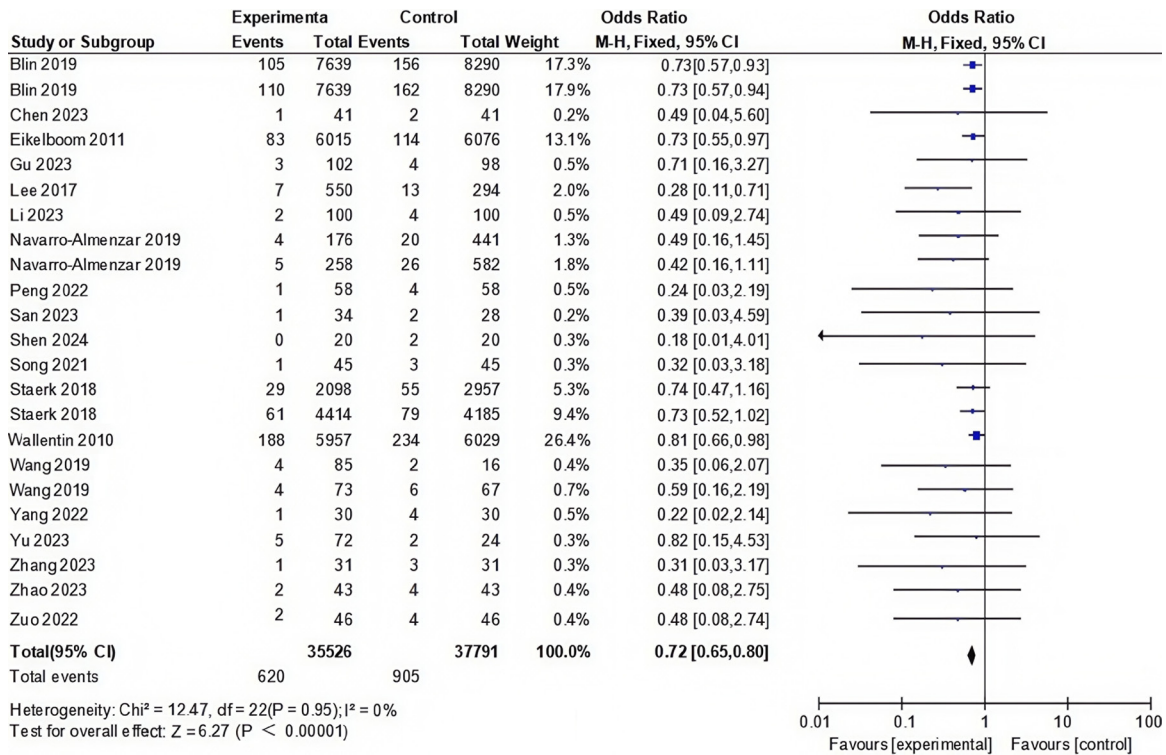 Experimenta Control Odds Ratio Odds Ratio
Study or Subgroup Events Total Events Total Weight M-H, Fixed, 95% CI M-H, Fixed, 95% CI
Blin 2019 105 7639 156 8290 17.3% 0.73[0.57,0.93]
Blin 2019 110 7639 162 8290 17.9% 0.73 [0.57,0.94]
Chen 2023 1 41 2 41 0.2% 0.49 [0.04,5.60]
Eikelboom 2011 83 6015 114 6076 13.1% 0.73 [0.55,0.97]
Gu 2023 3 102 4 98 0.5% 0.71 [0.16,3.27]
Lee 2017 7 550 13 294 2.0% 0.28 [0.11,0.71]
Li 2023 2 100 4 100 0.5% 0.49 [0.09,2.74]
Navarro-Almenzar 2019 4 176 20 441 1.3% 0.49 [0.16,1.45]
Navarro-Almenzar 2019 5 258 26 582 1.8% 0.42 [0.16,1.11]
Peng 2022 1 58 4 58 0.5% 0.24 [0.03,2.19]
San 2023 1 34 2 28 0.3% 0.39 [0.03,4.59]
Shen 2024 0 20 2 20 0.3% 0.18 [0.01,4.01]
Song 2021 1 45 3 45 0.3% 0.32 [0.03,3.18]
Staerk 2018 29 2098 55 2957 5.3% 0.74 [0.47,1.16]
Staerk 2018 61 4414 79 4185 9.4% 0.73 [0.52,1.02]
Wallentin 2010 188 5957 234 6029 26.4% 0.81 [0.66,0.98]
Wang 2019 4 85 2 16 0.4% 0.35 [0.06,2.07]
Wang 2019 4 73 6 67 0.7% 0.59 [0.16,2.19]
Yang 2022 1 30 4 30 0.5% 0.22 [0.02,2.14]
Yu 2023 5 72 2 24 0.3% 0.82 [0.15,4.53]
Zhang 2023 1 31 3 31 0.3% 0.31 [0.03,3.17]
Zhao 2023 2 43 4 43 0.4% 0.48 [0.08,2.75]
Zuo 2022 2 46 4 46 0.4% 0.48 [0.08,2.74]
Total(95% CI) 35526 37791 100.0% 0.72 [0.65,0.80]
Total events 620 905
Heterogeneity: Chi² = 12.47, df = 22(P = 0.95); I² = 0%
Test for overall effect: Z = 6.27 (P < 0.00001)
0.01 0.1 1 10 100
Favours [experimental] Favours [control]